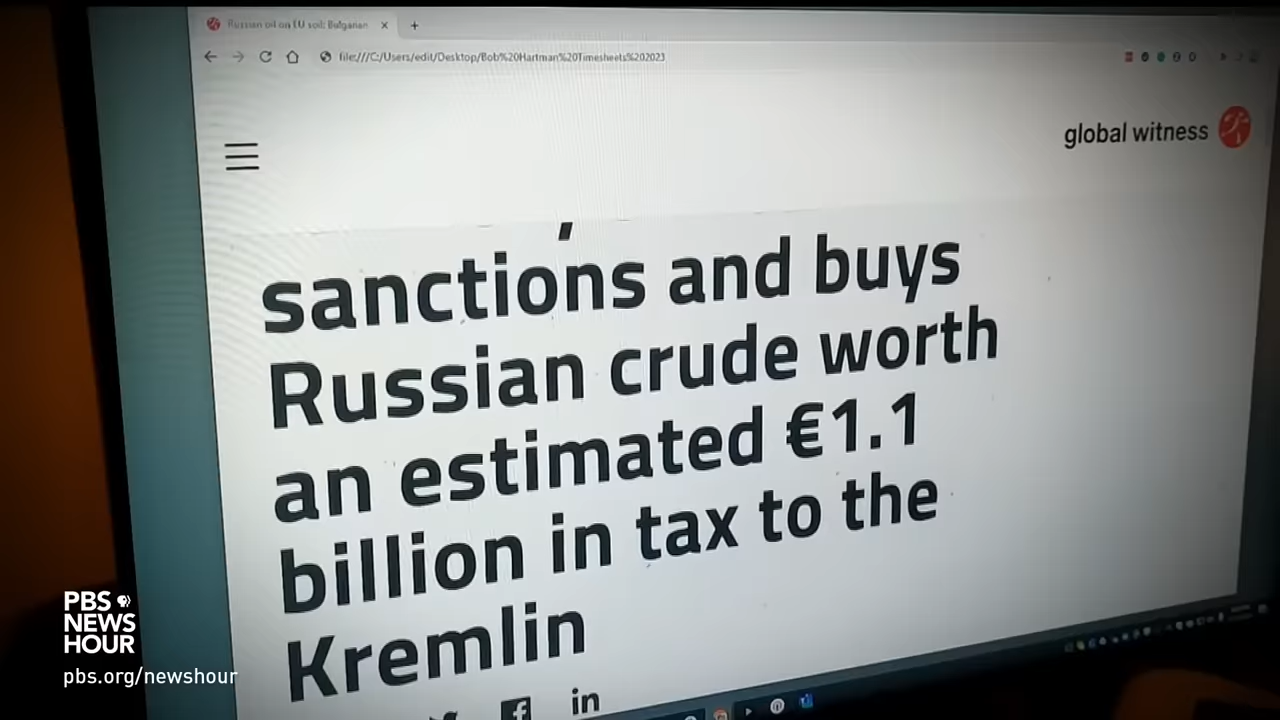 Russian oil on EU soil: Bulgarian
file:///C:/Users/edit/Desktop/Bob%20Hartman%20Timesheets%202023
global witness
sanctions and buys
Russian crude worth
an estimated €1.1
billion in tax to the
Kremlin
in
PBS
NEWS
HOUR
pbs.org/newshour